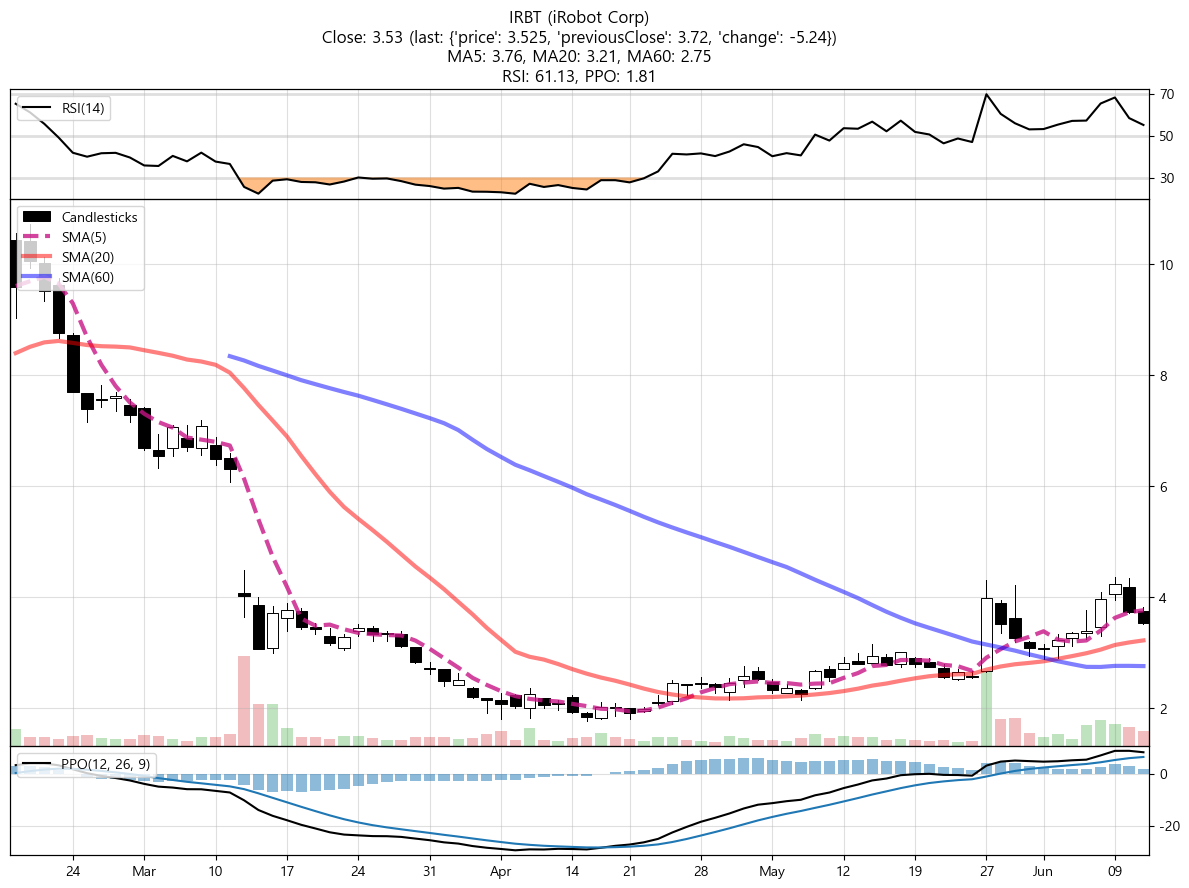 IRBT (iRobot Corp)
Close: 3.53 (last: {'price': 3.525, 'previousClose': 3.72, 'change': -5.24})
MA5: 3.76, MA20: 3.21, MA60: 2.75
RSI: 61.13, PPO: 1.81
RSI(14)
70
50
30
Candlesticks
SMA(5)
SMA(20)
SMA(60)
10
8
6
4
2
PPO(12, 26, 9)
0
-20
24 Mar 10 17 24 31 Apr 14 21 28 May 12 19 27 Jun 09